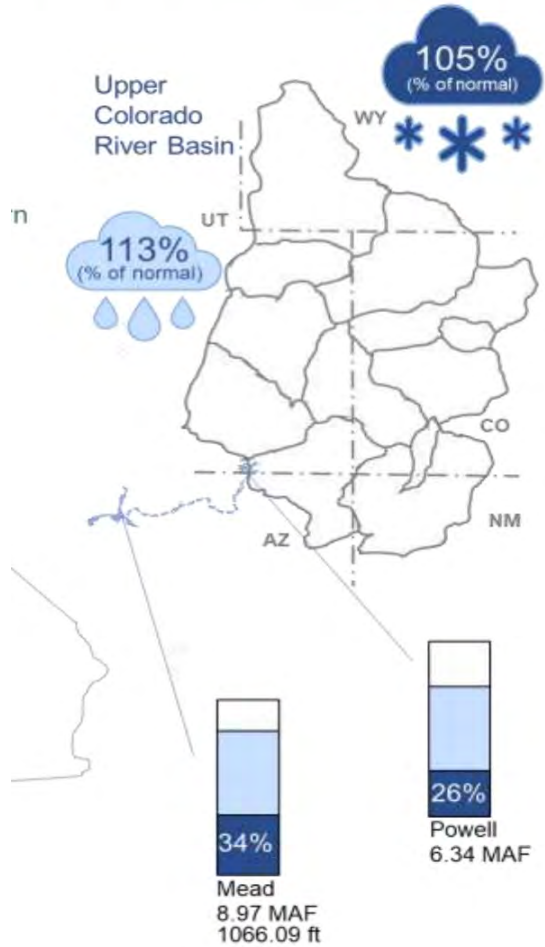 105%
(% of normal)
Upper
Colorado
River Basin
WY
n
UT
113%
(% of normal)
CO
NM
AZ
26%
Powell
6.34 MAF
34%
Mead
8.97 MAF
1066.09 ft